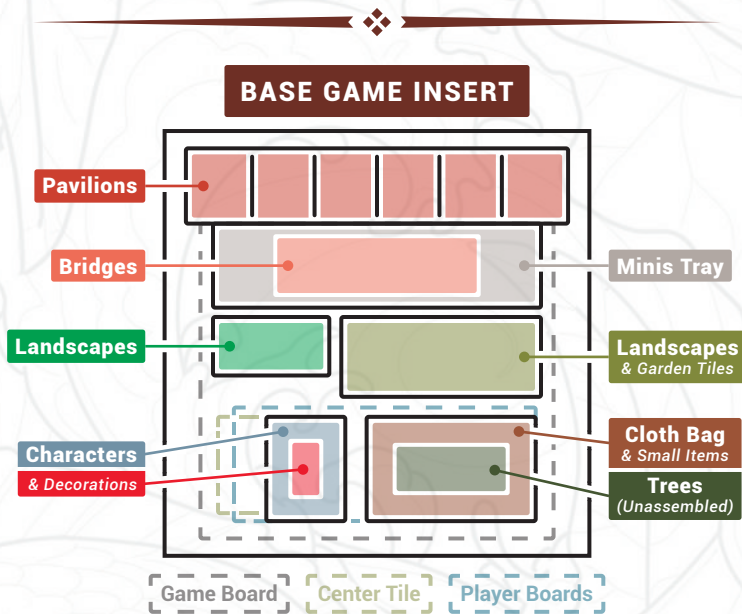 BASE GAME INSERT
Pavilions
Bridges
Minis Tray
Landscapes
Landscapes
& Garden Tiles
Characters
& Decorations
Cloth Bag
& Small Items
Trees
(Unassembled)
Game Board
Center Tile
Player Boards